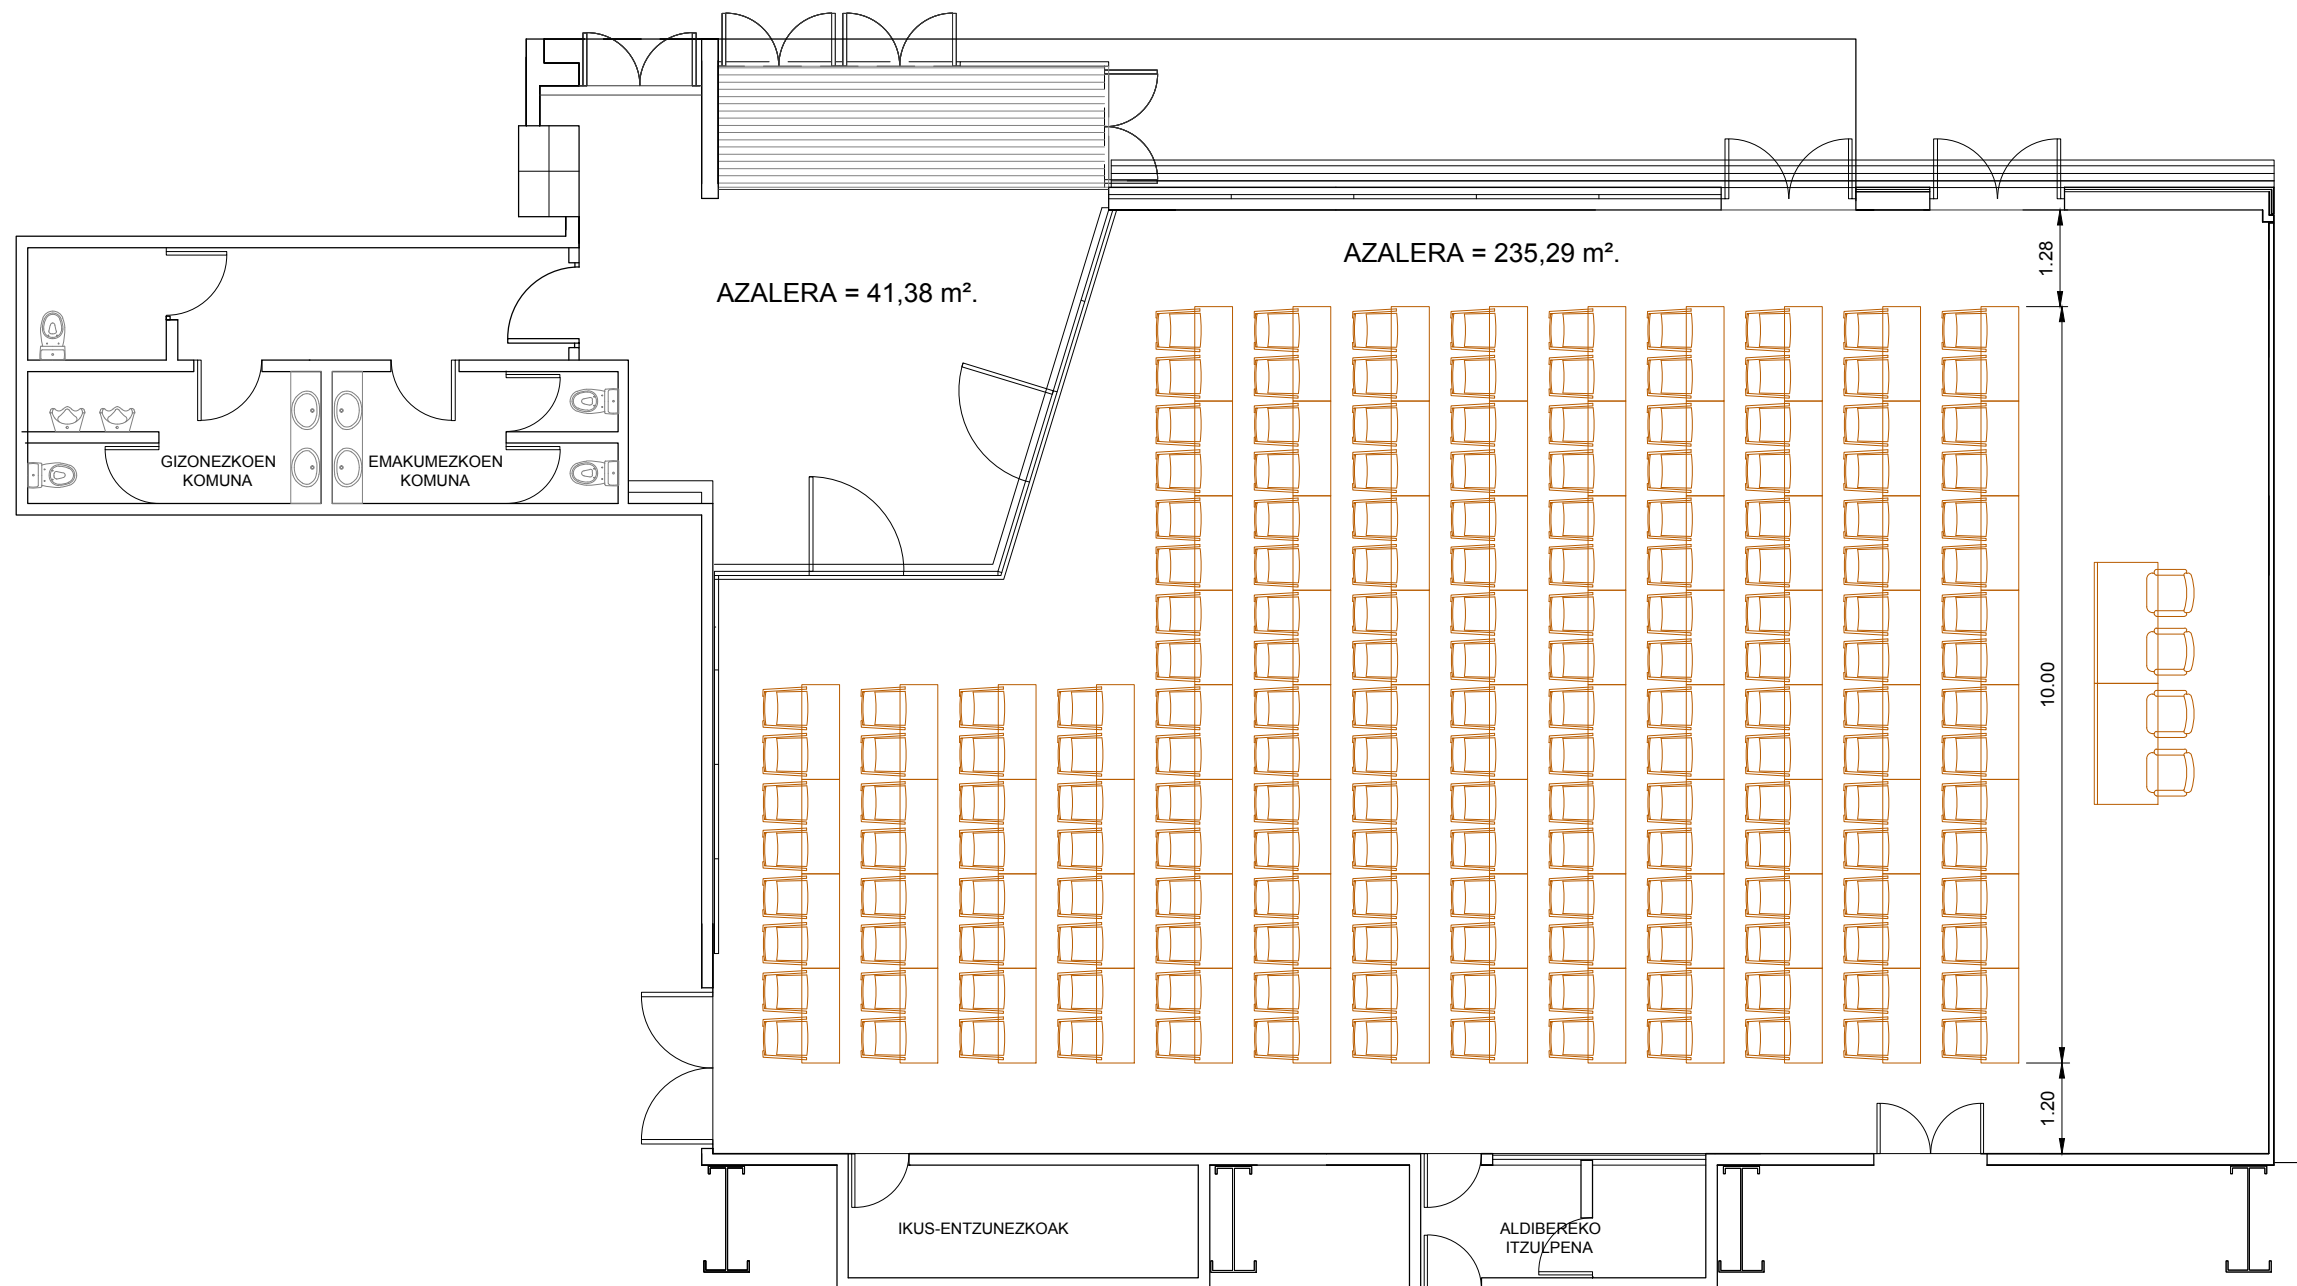 AZALERA = 235,29 m².
AZALERA = 41,38 m².
1.28
GIZONEZKOEN
KOMUNA
EMAKUMEZKOEN
KOMUNA
10.00
1.20
IKUS-ENTZUNEZKOAK
ALDIBEREKO
ITZULPENA